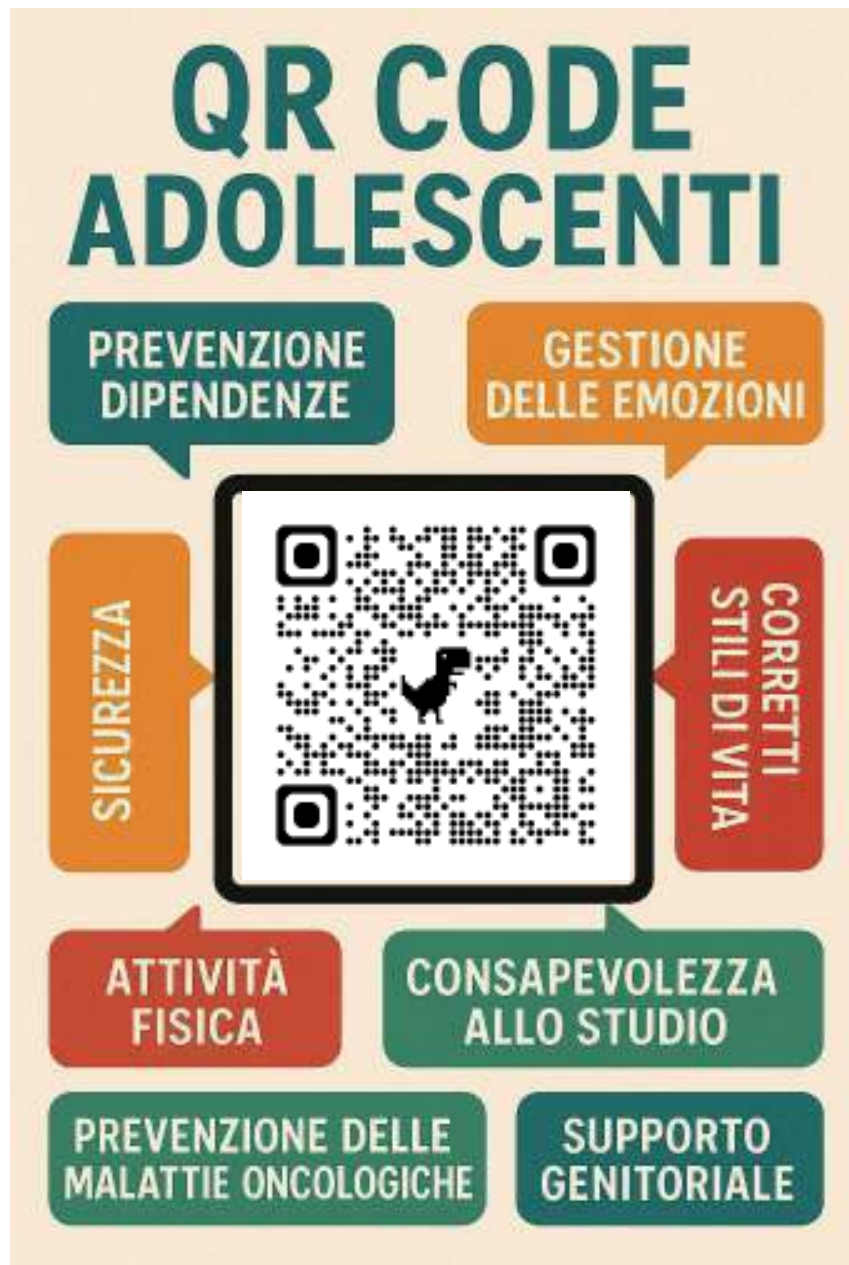 QR CODE
ADOLESCENTI
PREVENZIONE
DIPENDENZE
GESTIONE
DELLE EMOZIONI
SICUREZZA
CORRETTI
STILI DI VITA
ATTIVITÀ
FISICA
CONSAPEVOLEZZA
ALLO STUDIO
PREVENZIONE DELLE
MALATTIE ONCOLOGICHE
SUPPORTO
GENITORIALE